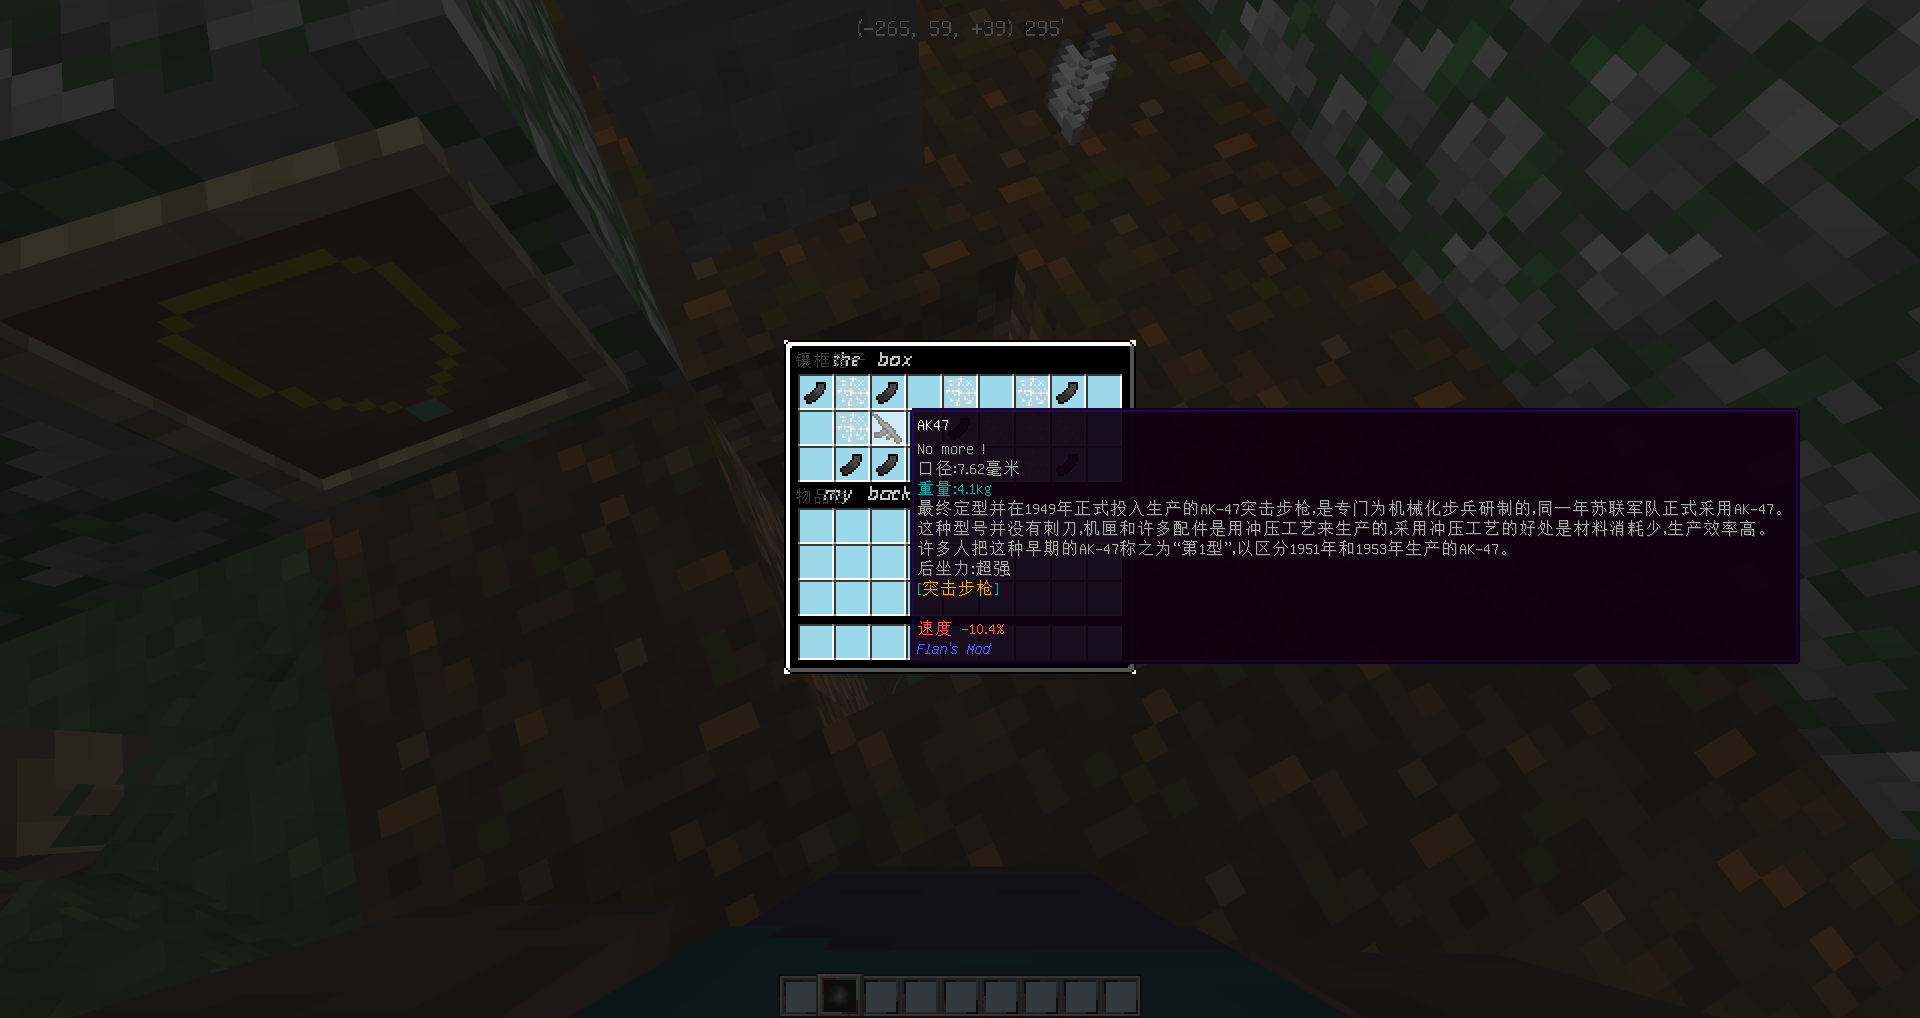 (-265, 59, +39) 295'
镶框箱子
the box
AK47
No more !
口径:7.62毫米
重量:4.1kg
最终定型并在1949年正式投入生产的AK-47突击步枪,是专门为机械化步兵研制的,同一年苏联军队正式采用AK-47。
这种型号并没有刺刀,机匣和许多配件是用冲压工艺来生产的,采用冲压工艺的好处是材料消耗少,生产效率高。
许多人把这种早期的AK-47称之为“第1型”,以区分1951年和1953年生产的AK-47。
后坐力:超强
[突击步枪]
速度 -10.4%
Flan's Mod
物品
my back